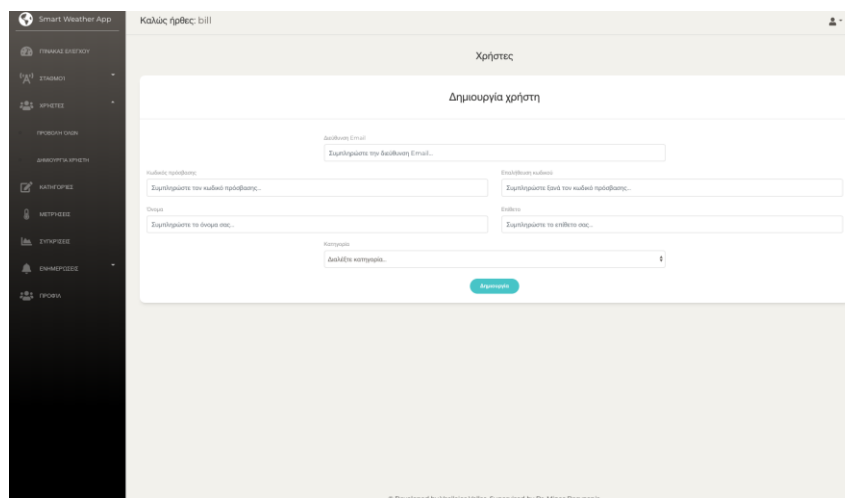 Smart Weather App
Καλώς ήρθες: bill
ΠΙΝΑΚΑΣ ΕΛΕΓΧΟΥ
ΣΤΑΘΜΟΙ
ΧΡΗΣΤΕΣ
ΠΡΟΒΟΛΗ ΟΛΩΝ
ΔΗΜΙΟΥΡΓΙΑ ΧΡΗΣΤΗ
ΚΑΤΗΓΟΡΙΕΣ
ΜΕΤΡΗΣΕΙΣ
ΣΥΓΚΡΙΣΕΙΣ
ΕΝΗΜΕΡΩΣΕΙΣ
ΠΡΟΦΙΛ
Χρήστες
Δημιουργία χρήστη
Διεύθυνση Email
Συμπληρώστε την διεύθυνση Email...
Κωδικός πρόσβασης
Επαλήθευση κωδικού
Συμπληρώστε τον κωδικό πρόσβασης...
Συμπληρώστε ξανά τον κωδικό πρόσβασης...
Όνομα
Επίθετο
Συμπληρώστε το όνομα σας...
Συμπληρώστε το επίθετο σας...
Κατηγορία
Διαλέξτε κατηγορία...
Δημιουργία